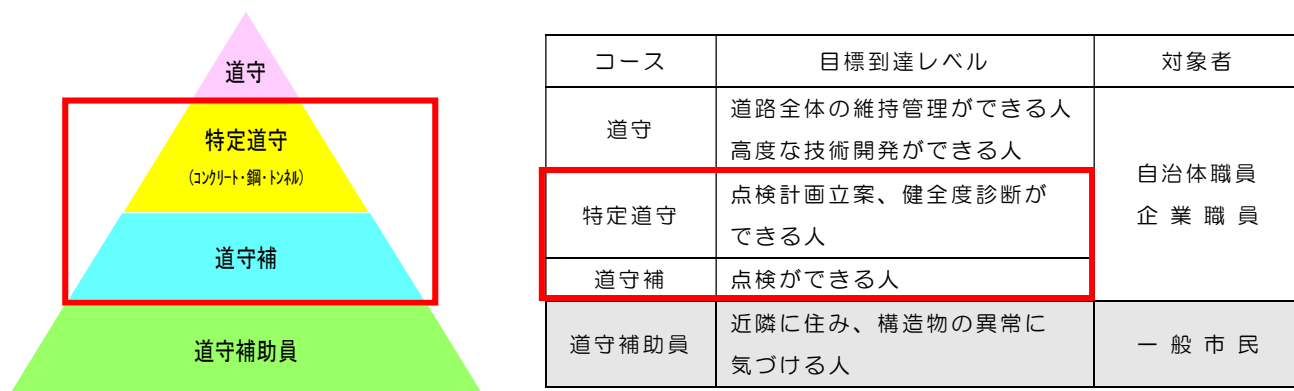 道守
特定道守
(コンクリート・鋼・トンネル)
道守補
道守補助員
コース
目標到達レベル
対象者
道守
道路全体の維持管理ができる人
高度な技術開発ができる人
自治体職員
企業職員
特定道守
点検計画立案、健全度診断が
できる人
道守補
点検ができる人
道守補助員
近隣に住み、構造物の異常に
気づける人
一般市民